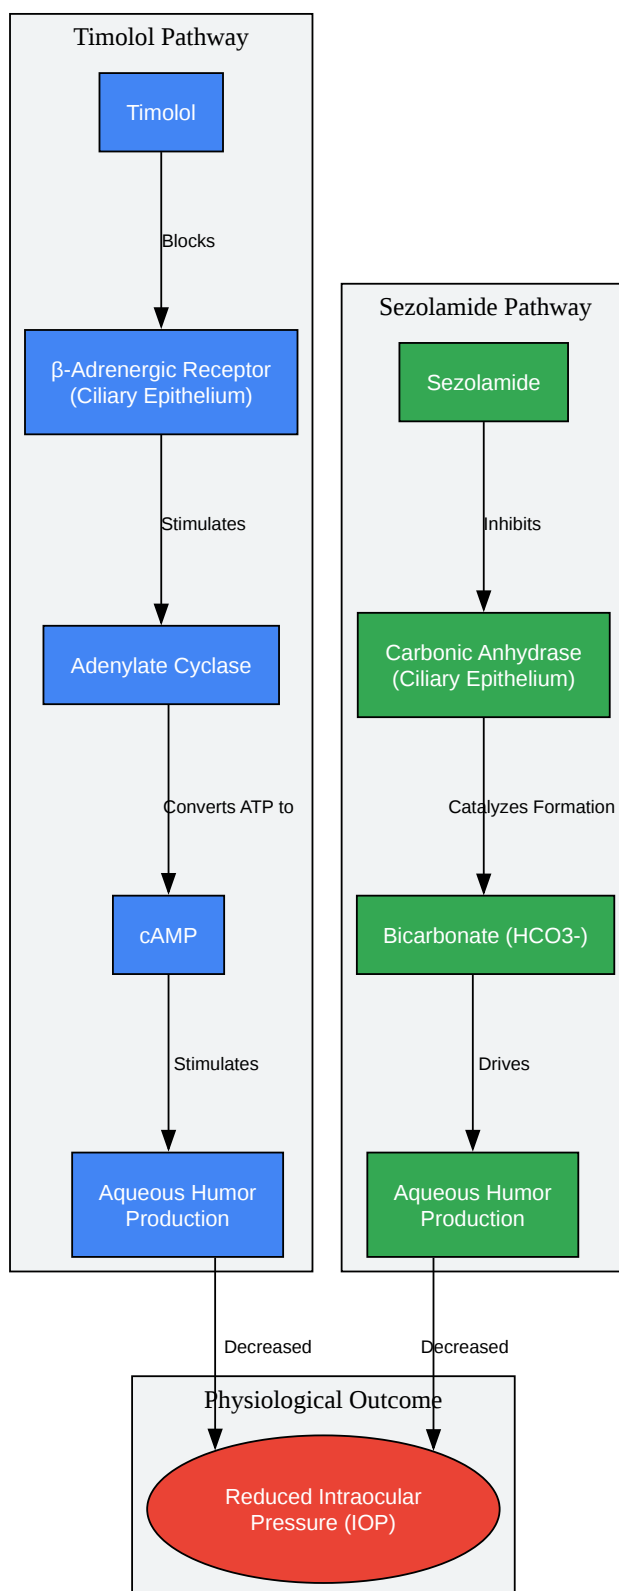 Timolol Pathway
Timolol
Blocks
β-Adrenergic Receptor
(Ciliary Epithelium)
Stimulates
Adenylate Cyclase
Converts ATP to
cAMP
Stimulates
Aqueous Humor
Production
Decreased
Sezolamide Pathway
Sezolamide
Inhibits
Carbonic Anhydrase
(Ciliary Epithelium)
Catalyzes Formation
Bicarbonate (HCO3-)
Drives
Aqueous Humor
Production
Decreased
Physiological Outcome
Reduced Intraocular
Pressure (IOP)